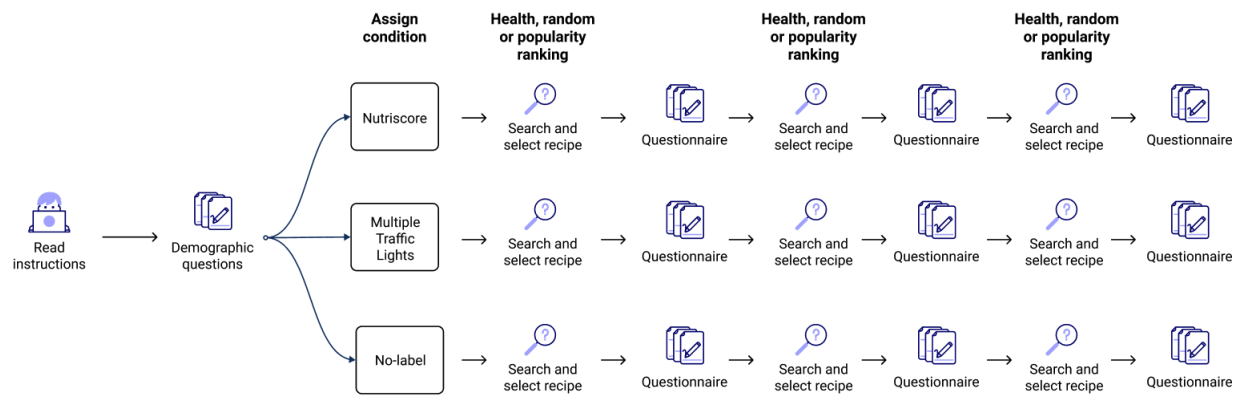 Assign
condition
Health, random
or popularity
ranking
Health, random
or popularity
ranking
Health, random
or popularity
ranking
Nutriscore
Search and
select recipe
Questionnaire
Search and
select recipe
Questionnaire
Search and
select recipe
Questionnaire
Read
instructions
Demographic
questions
Multiple
Traffic
Lights
Search and
select recipe
Questionnaire
Search and
select recipe
Questionnaire
Search and
select recipe
Questionnaire
No-label
Search and
select recipe
Questionnaire
Search and
select recipe
Questionnaire
Search and
select recipe
Questionnaire